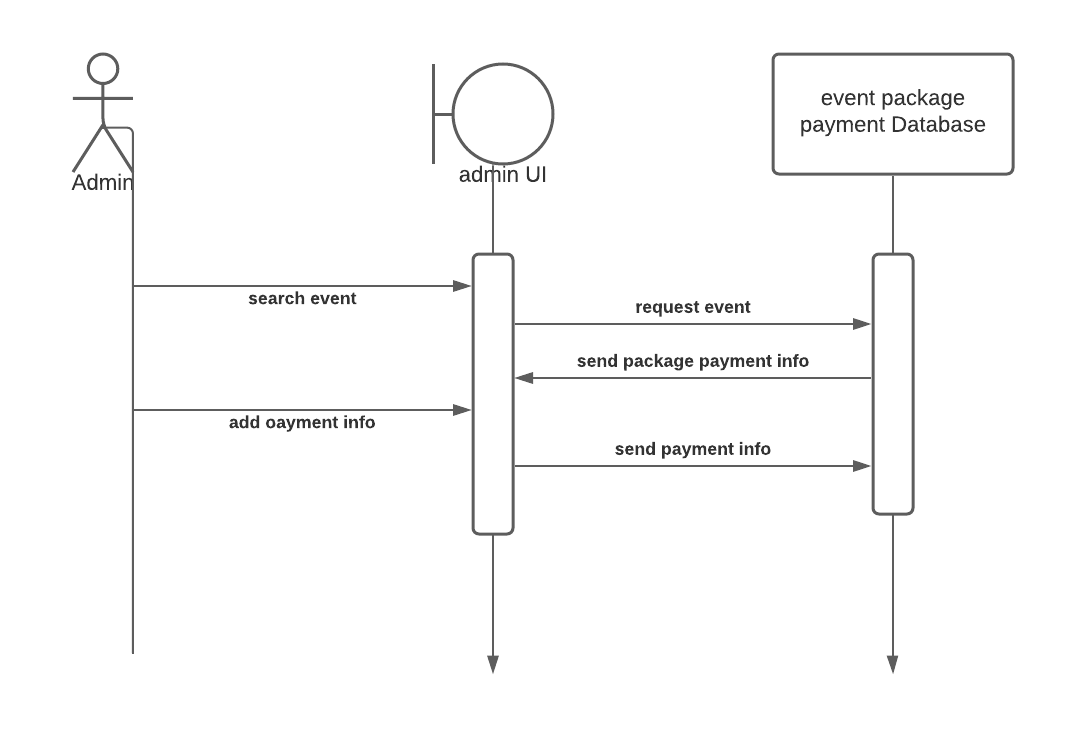 Admin
admin UI
event package
payment Database
search event
request event
send package payment info
add oayment info
send payment info